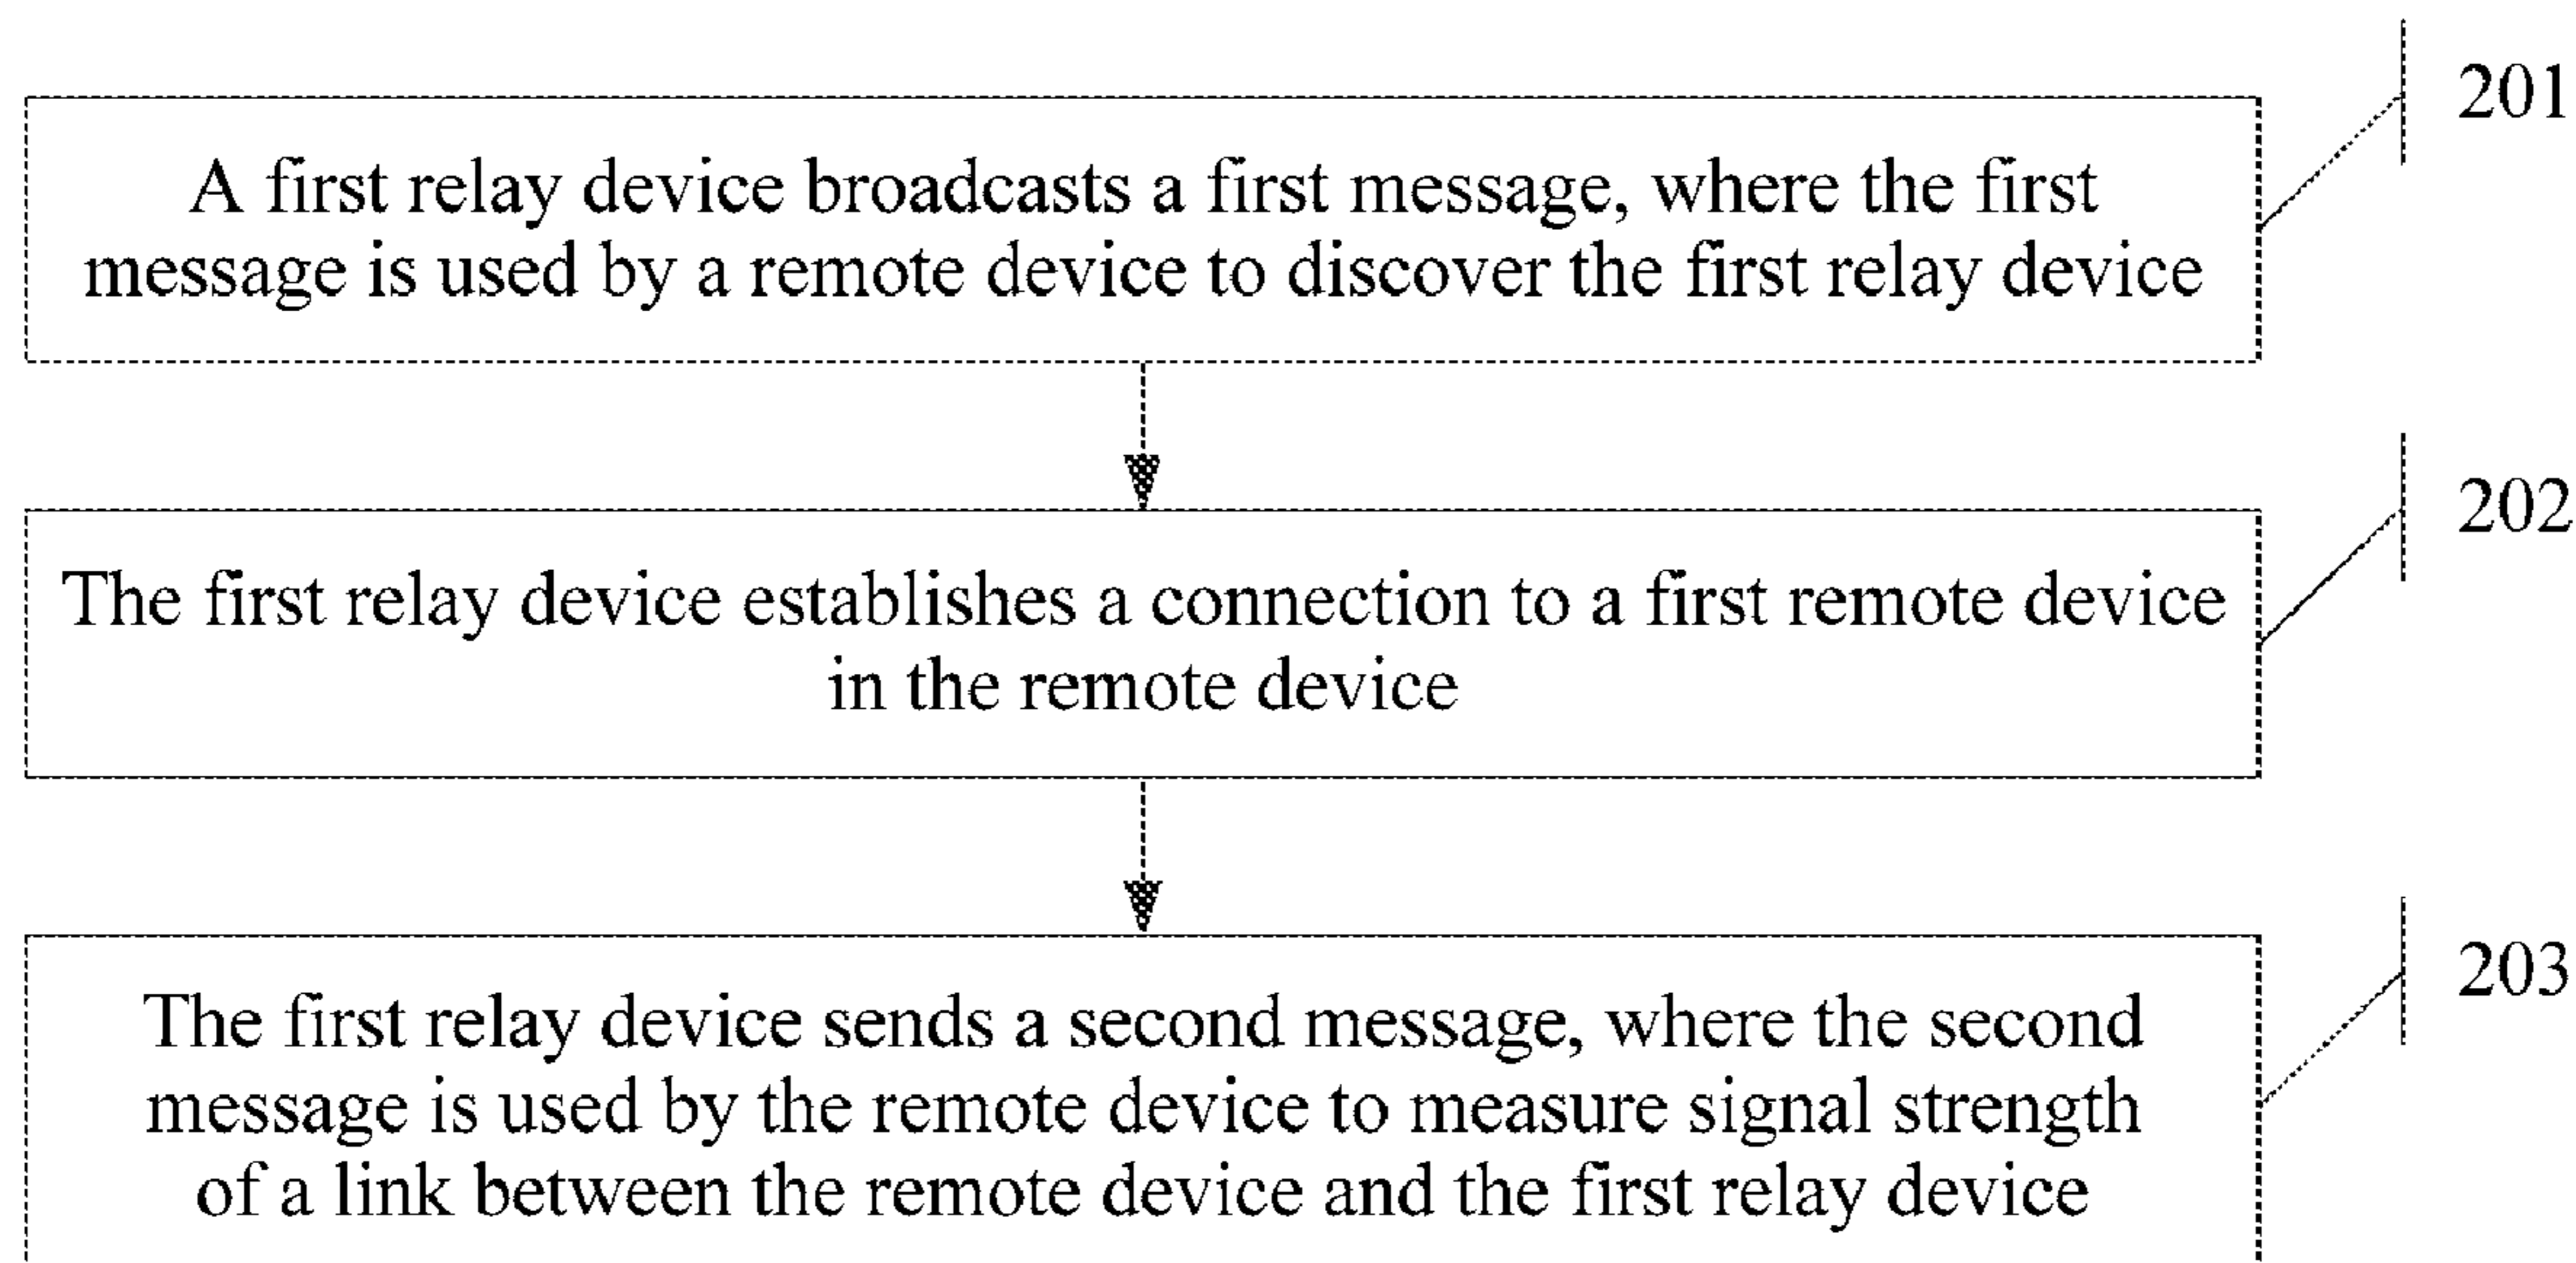 201
A first relay device broadcasts a first message, where the first
message is used by a remote device to discover the first relay device
202
The first relay device establishes a connection to a first remote device
in the remote device
203
The first relay device sends a second message, where the second
message is used by the remote device to measure signal strength
of a link between the remote device and the first relay device